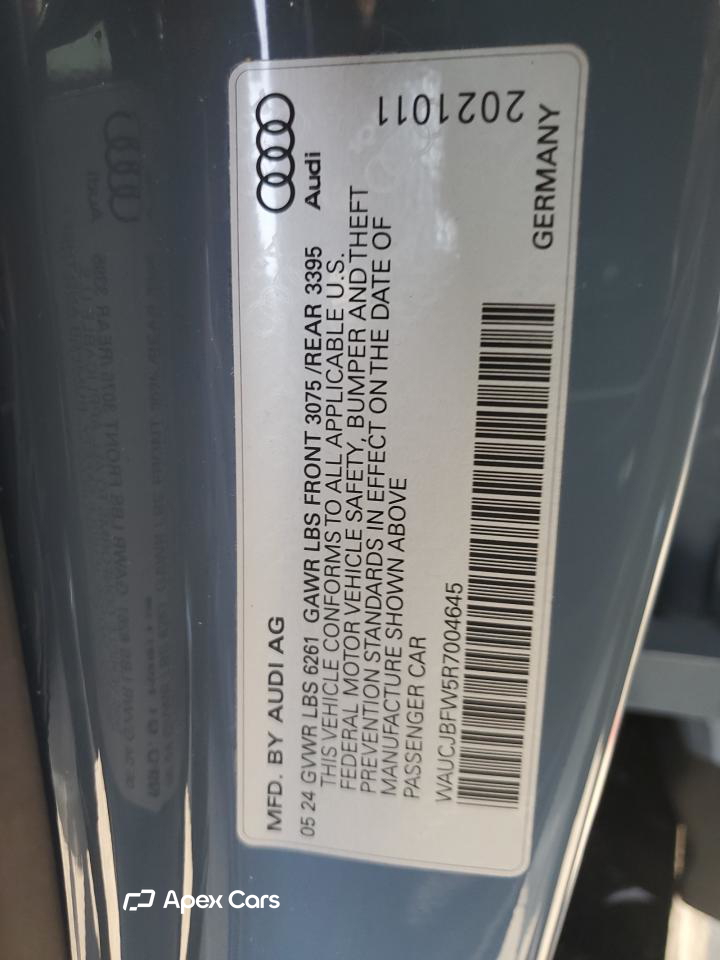 MFD. BY AUDI AG
Audi
05 24 GVWR LBS 6261 GAWR LBS FRONT 3075 /REAR 3395
THIS VEHICLE CONFORMS TO ALL APPLICABLE U.S.
FEDERAL MOTOR VEHICLE SAFETY, BUMPER AND THEFT
PREVENTION STANDARDS IN EFFECT ON THE DATE OF
MANUFACTURE SHOWN ABOVE
PASSENGER CAR
WAUCJBFW5R7004645
2021011
GERMANY
Apex Cars